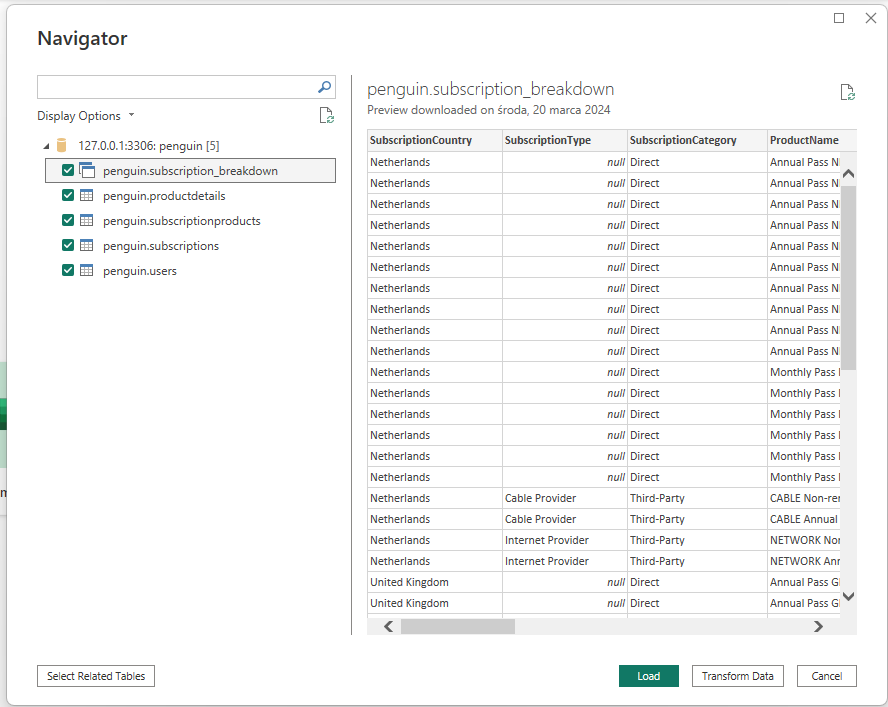 Navigator
Display Options
127.0.0.1:3306: penguin [5]
penguin.subscription_breakdown
penguin.productdetails
penguin.subscriptionproducts
penguin.subscriptions
penguin.users
penguin.subscription_breakdown
Preview downloaded on środa, 20 marca 2024
SubscriptionCountry SubscriptionType SubscriptionCategory ProductName
Netherlands null Direct Annual Pass N
Netherlands null Direct Annual Pass N
Netherlands null Direct Annual Pass N
Netherlands null Direct Annual Pass N
Netherlands null Direct Annual Pass N
Netherlands null Direct Annual Pass N
Netherlands null Direct Annual Pass N
Netherlands null Direct Annual Pass N
Netherlands null Direct Annual Pass N
Netherlands null Direct Annual Pass N
Netherlands null Direct Monthly Pass
Netherlands null Direct Monthly Pass
Netherlands null Direct Monthly Pass
Netherlands null Direct Monthly Pass
Netherlands null Direct Monthly Pass
Netherlands null Direct Monthly Pass
Netherlands Cable Provider Third-Party CABLE Non-rer
Netherlands Cable Provider Third-Party CABLE Annual
Netherlands Internet Provider Third-Party NETWORK Nor
Netherlands Internet Provider Third-Party NETWORK Anr
United Kingdom null Direct Annual Pass G
United Kingdom null Direct Annual Pass G
Select Related Tables
Load
Transform Data
Cancel